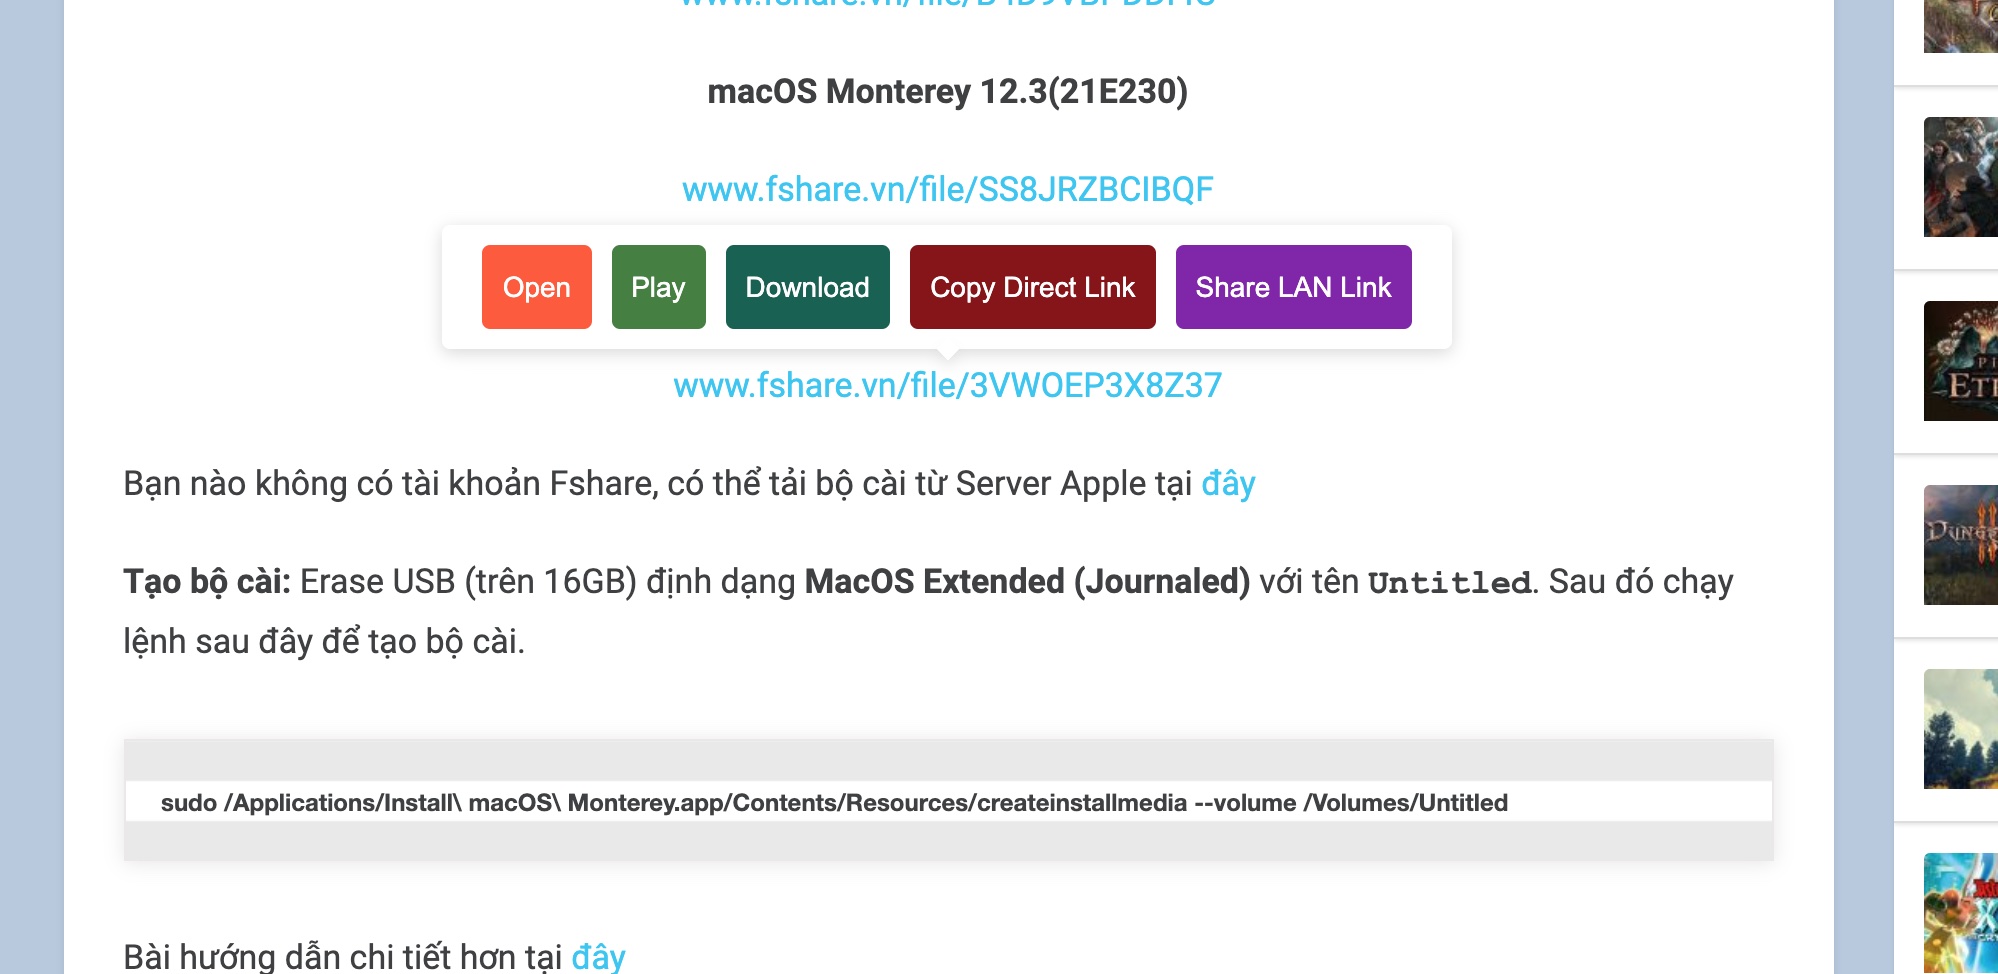 macOS Monterey 12.3(21E230)
www.fshare.vn/file/SS8JRZBCIBQF
Open
Play
Download
Copy Direct Link
Share LAN Link
www.fshare.vn/file/3VWOEP3X8Z37
Bạn nào không có tài khoản Fshare, có thể tải bộ cài từ Server Apple tại đây
Tạo bộ cài: Erase USB (trên 16GB) định dạng MacOS Extended (Journaled) với tên Untitled. Sau đó chạy
lệnh sau đây để tạo bộ cài.
sudo /Applications/Install\ macOS\ Monterey.app/Contents/Resources/createinstallmedia --volume /Volumes/Untitled
Bài hướng dẫn chi tiết hơn tại đây